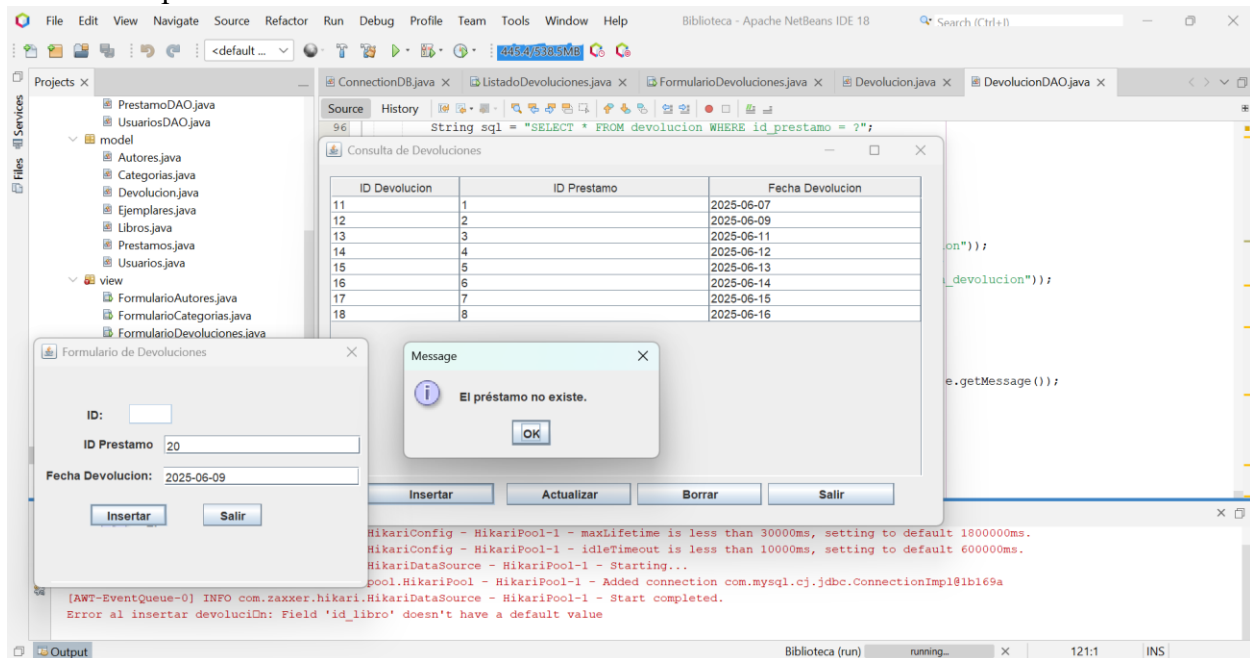 File Edit View Navigate Source Refactor Run Debug Profile Team Tools Window Help Biblioteca - Apache NetBeans IDE 18 Search (Ctrl+I)
<default ... 445.4/538.5MB
Projects ConnectionDB.java ListadoDevoluciones.java FormularioDevoluciones.java Devolucion.java DevolucionDAO.java
Services
Files
PrestamoDAO.java
UsuariosDAO.java
model
Autores.java
Categorias.java
Devolucion.java
Ejemplares.java
Libros.java
Prestamos.java
Usuarios.java
view
FormularioAutores.java
FormularioCategorias.java
FormularioDevoluciones.java
Source History
96 String sql = "SELECT * FROM devolucion WHERE id_prestamo = ?";
on"));
_devolucion"));
e.getMessage());
Consulta de Devoluciones
ID Devolucion ID Prestamo Fecha Devolucion
11 1 2025-06-07
12 2 2025-06-09
13 3 2025-06-11
14 4 2025-06-12
15 5 2025-06-13
16 6 2025-06-14
17 7 2025-06-15
18 8 2025-06-16
Insertar Actualizar Borrar Salir
Message
El préstamo no existe.
OK
Formulario de Devoluciones
ID:
ID Prestamo 20
Fecha Devolucion: 2025-06-09
Insertar Salir
HikariConfig - HikariPool-1 - maxLifetime is less than 30000ms, setting to default 1800000ms.
HikariConfig - HikariPool-1 - idleTimeout is less than 10000ms, setting to default 600000ms.
HikariDataSource - HikariPool-1 - Starting...
pool.HikariPool - HikariPool-1 - Added connection com.mysql.cj.jdbc.ConnectionImpl@1b169a
[AWT-EventQueue-0] INFO com.zaxxer.hikari.HikariDataSource - HikariPool-1 - Start completed.
Error al insertar devoluci□n: Field 'id_libro' doesn't have a default value
Output Biblioteca (run) running... 121:1 INS